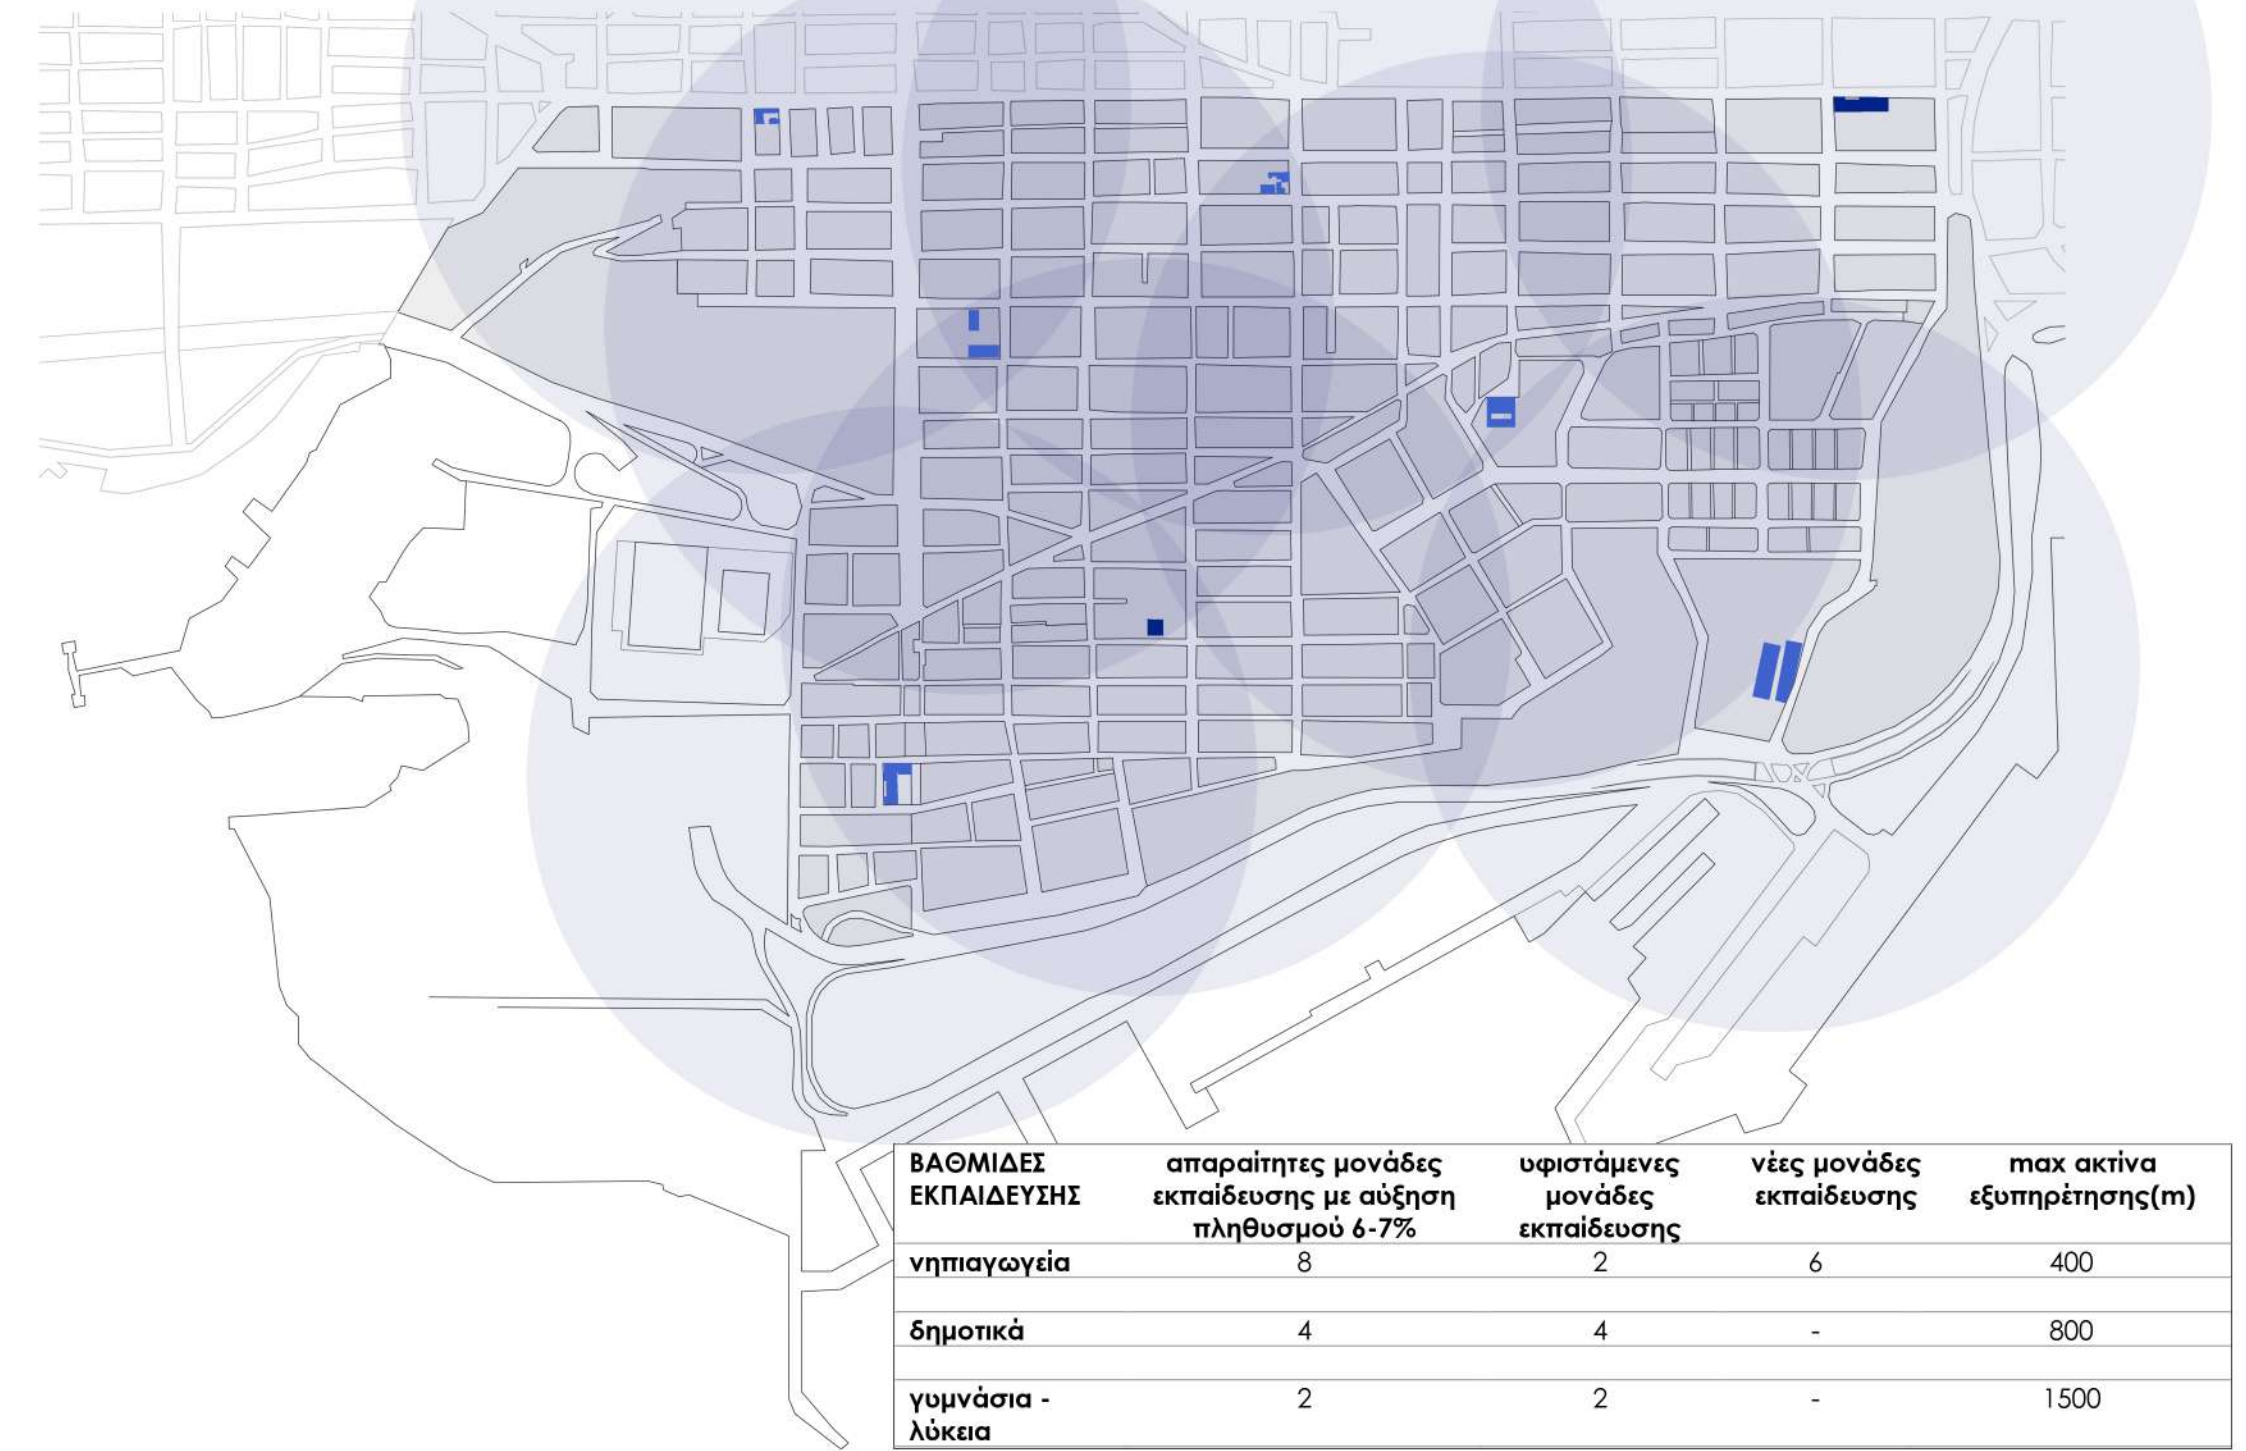 ΒΑΘΜΙΔΕΣ ΕΚΠΑΙΔΕΥΣΗΣ	απαραίτητες μονάδες εκπαίδευσης με αύξηση πληθυσμού 6-7%	υφιστάμενες μονάδες εκπαίδευσης	νέες μονάδες εκπαίδευσης	max ακτίνα εξυπηρέτησης(m)
νηπιαγωγεία	8	2	6	400
δημοτικά	4	4	-	800
γυμνάσια - λύκεια	2	2	-	1500